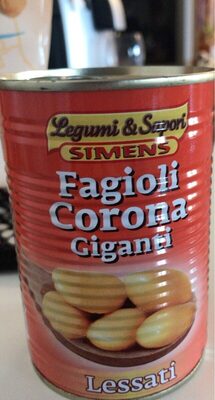 Legumi & Sapori
SIMENS
Fagioli
Corona
Giganti
Lessati